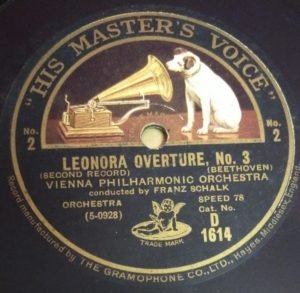 "HIS MASTER'S VOICE"
No.
2
No.
2
LEONORA OVERTURE, No. 3
(SECOND RECORD) (BEETHOVEN)
VIENNA PHILHARMONIC ORCHESTRA
conducted by FRANZ SCHALK
ORCHESTRA SPEED 78
(5-0928) Cat. No.
D
1614
TRADE MARK
Record manufactured by THE GRAMOPHONE CO., LTD., Hayes, Middlesex, England